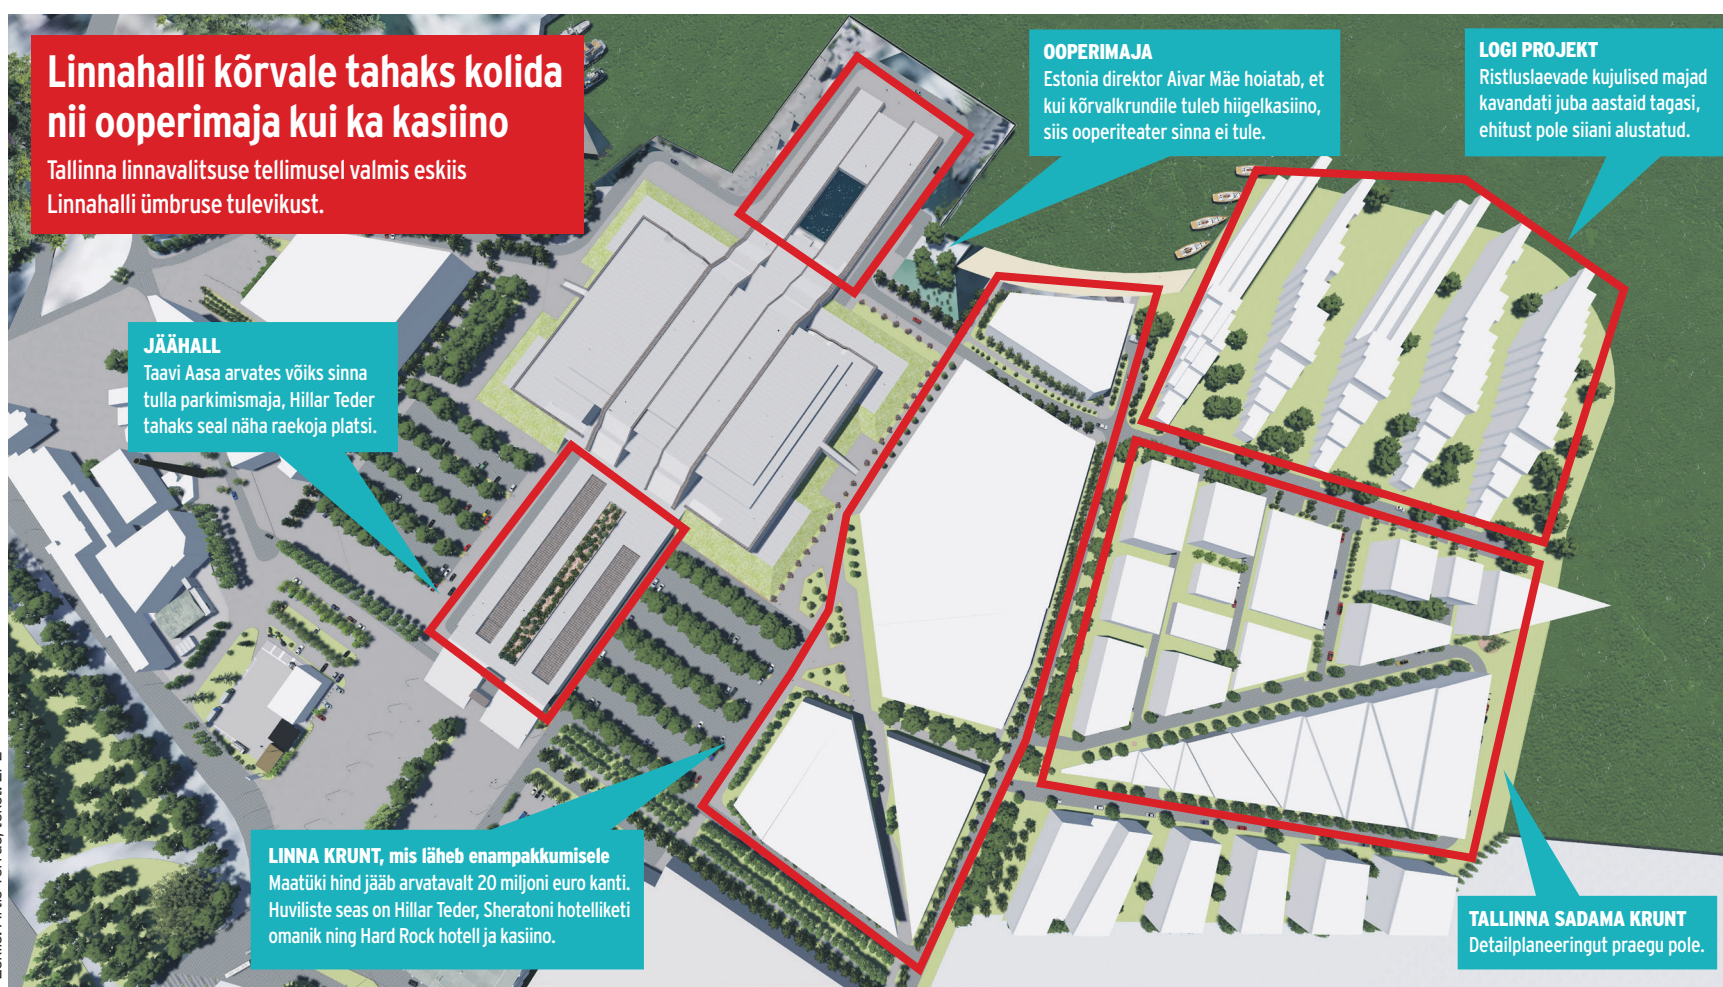 Linnahalli kõrvale tahaks kolida
nii ooperimaja kui ka kasiino
Tallinna linnavalitsuse tellimusel valmis eskiis
Linnahalli ümbruse tulevikust.
OOPERIMAJA
Estonia direktor Aivar Mäe hoiatab, et
kui kõrvalkrundile tuleb hiigelkasiino,
siis ooperiteater sinna ei tule.
LOGI PROJEKT
Ristluslaevade kujulised majad
kavandati juba aastaid tagasi,
ehitust pole siiani alustatud.
JÄÄHALL
Taavi Aasa arvates võiks sinna
tulla parkimismaja, Hillar Teder
tahaks seal näha raekoja platsi.
LINNA KRUNT, mis läheb enampakkumisele
Maatüki hind jääb arvatavalt 20 miljoni euro kanti.
Huviliste seas on Hillar Teder, Sheratoni hotelliketi
omanik ning Hard Rock hotell ja kasiino.
TALLINNA SADAMA KRUNT
Detailplaneeringut praegu pole.